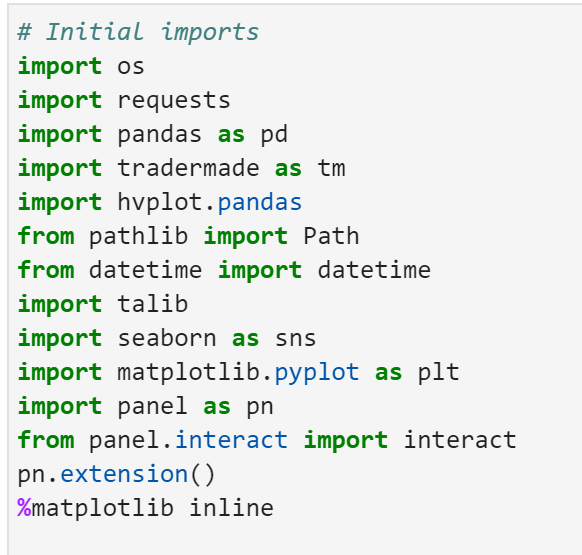 # Initial imports
import os
import requests
import pandas as pd
import tradermade as tm
import hvplot.pandas
from pathlib import Path
from datetime import datetime
import talib
import seaborn as sns
import matplotlib.pyplot as plt
import panel as pn
from panel.interact import interact
pn.extension()
%matplotlib inline